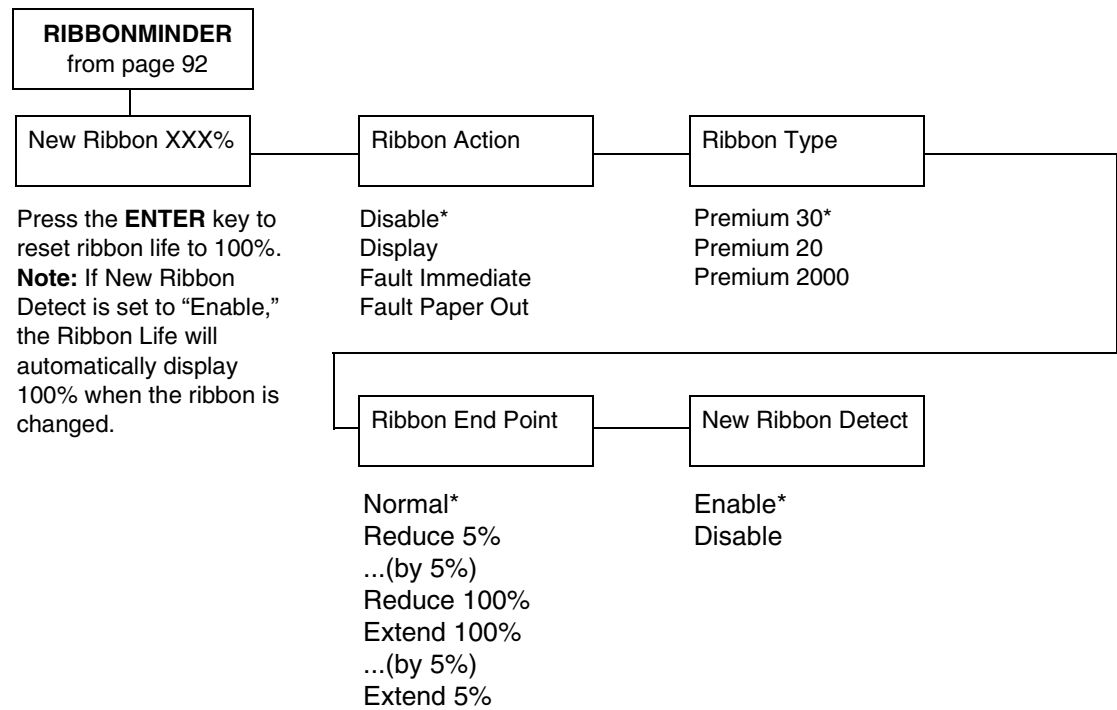 RIBBONMINDER
from page 92
New Ribbon XXX%
Press the ENTER key to
reset ribbon life to 100%.
Note: If New Ribbon
Detect is set to “Enable,”
the Ribbon Life will
automatically display
100% when the ribbon is
changed.
Ribbon Action
Disable*
Display
Fault Immediate
Fault Paper Out
Ribbon Type
Premium 30*
Premium 20
Premium 2000
Ribbon End Point
Normal*
Reduce 5%
...(by 5%)
Reduce 100%
Extend 100%
...(by 5%)
Extend 5%
New Ribbon Detect
Enable*
Disable